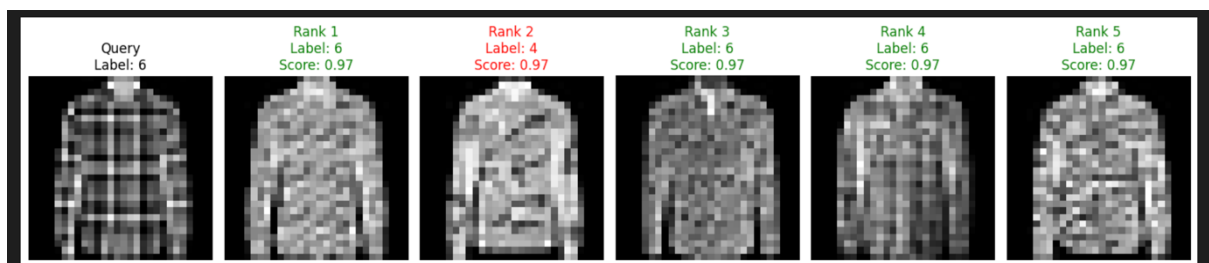 Query
Label: 6
Rank 1
Label: 6
Score: 0.97
Rank 2
Label: 4
Score: 0.97
Rank 3
Label: 6
Score: 0.97
Rank 4
Label: 6
Score: 0.97
Rank 5
Label: 6
Score: 0.97